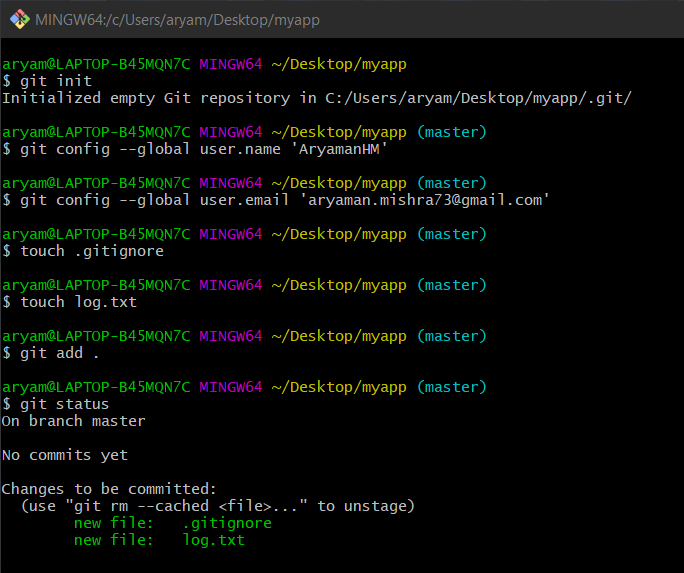 MINGW64:/c/Users/aryam/Desktop/myapp
aryam@LAPTOP-B45MQN7C MINGW64 ~/Desktop/myapp
$ git init
Initialized empty Git repository in C:/Users/aryam/Desktop/myapp/.git/
aryam@LAPTOP-B45MQN7C MINGW64 ~/Desktop/myapp (master)
$ git config --global user.name 'AryamanHM'
aryam@LAPTOP-B45MQN7C MINGW64 ~/Desktop/myapp (master)
$ git config --global user.email 'aryaman.mishra73@gmail.com'
aryam@LAPTOP-B45MQN7C MINGW64 ~/Desktop/myapp (master)
$ touch .gitignore
aryam@LAPTOP-B45MQN7C MINGW64 ~/Desktop/myapp (master)
$ touch log.txt
aryam@LAPTOP-B45MQN7C MINGW64 ~/Desktop/myapp (master)
$ git add .
aryam@LAPTOP-B45MQN7C MINGW64 ~/Desktop/myapp (master)
$ git status
On branch master
No commits yet
Changes to be committed:
  (use "git rm --cached <file>..." to unstage)
        new file:   .gitignore
        new file:   log.txt